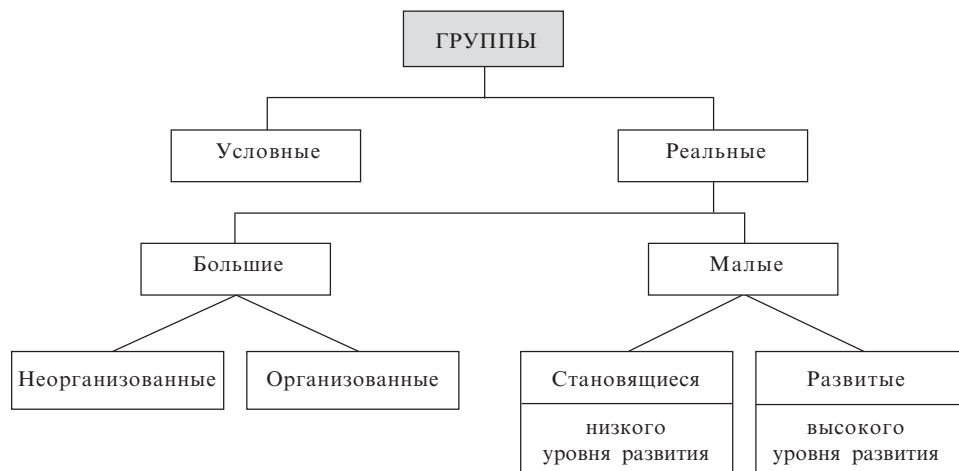 ГРУППЫ
Условные
Реальные
Большие
Малые
Неорганизованные
Организованные
Становящиеся
Развитые
низкого
уровня развития
высокого
уровня развития